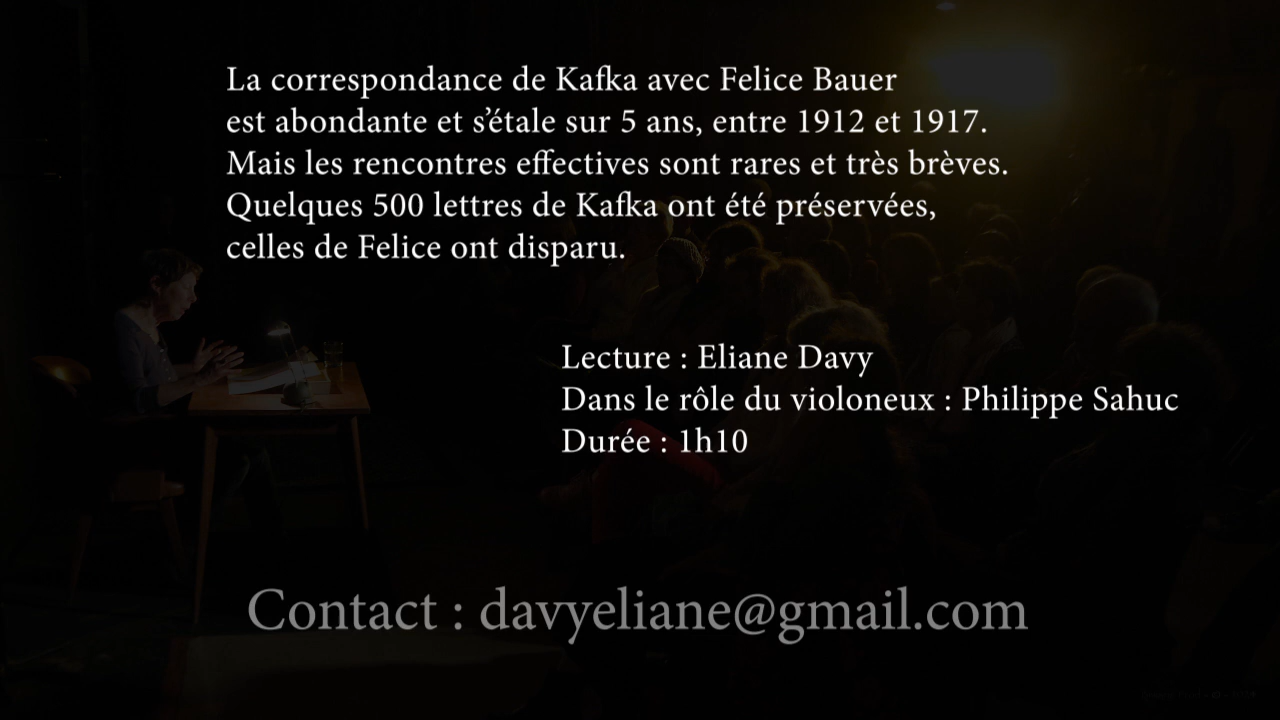 La correspondance de Kafka avec Felice Bauer
est abondante et s’étale sur 5 ans, entre 1912 et 1917.
Mais les rencontres effectives sont rares et très brèves.
Quelques 500 lettres de Kafka ont été préservées,
celles de Felice ont disparu.
Lecture : Eliane Davy
Dans le rôle du violoneux : Philippe Sahuc
Durée : 1h10
Contact : davyeliane@gmail.com